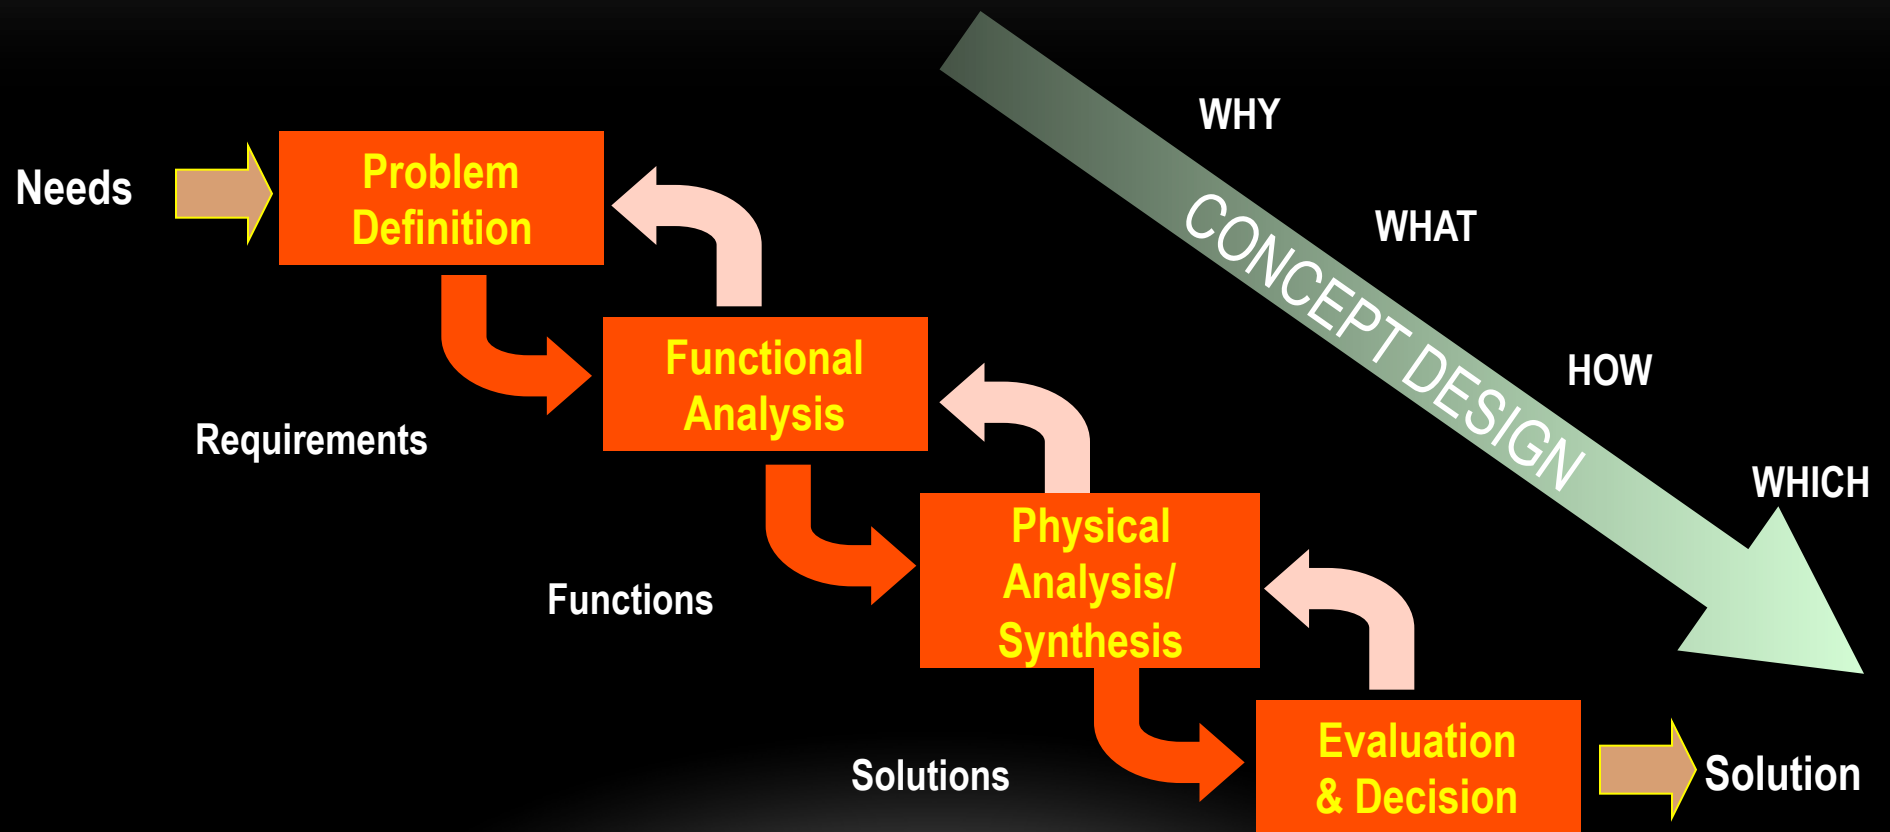 WHY
Needs
Problem
Definition
WHAT
CONCEPT DESIGN
Functional
Analysis
HOW
Requirements
WHICH
Physical
Analysis/
Synthesis
Functions
Evaluation
& Decision
Solutions
Solution